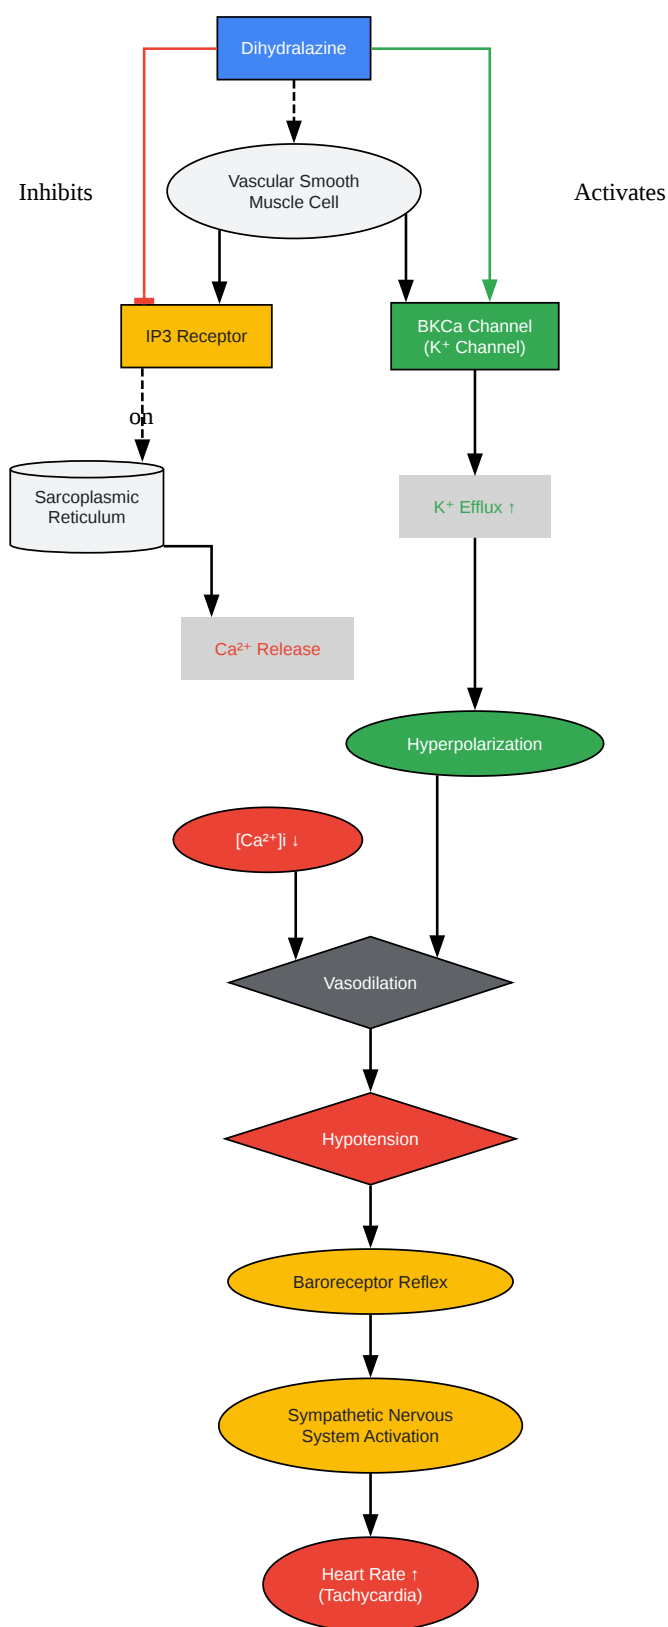 Dihydralazine
Vascular Smooth
Muscle Cell
Inhibits
Activates
IP3 Receptor
BKCa Channel
(K⁺ Channel)
on
Sarcoplasmic
Reticulum
K⁺ Efflux ↑
Ca²⁺ Release
Hyperpolarization
[Ca²⁺]i ↓
Vasodilation
Hypotension
Baroreceptor Reflex
Sympathetic Nervous
System Activation
Heart Rate ↑
(Tachycardia)